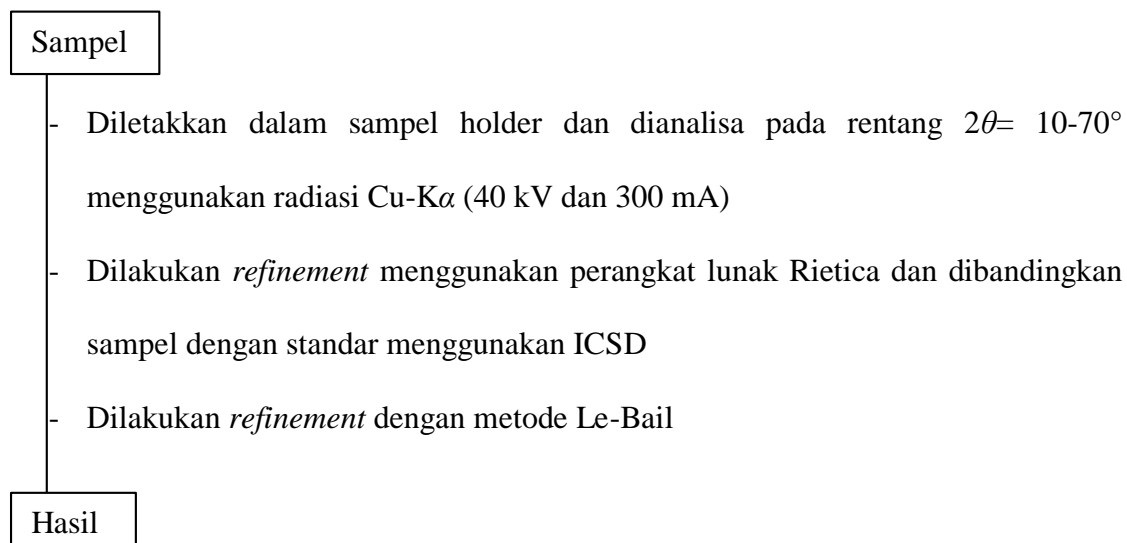 Sampel
- Diletakkan dalam sampel holder dan dianalisa pada rentang 2θ= 10-70°
menggunakan radiasi Cu-Kα (40 kV dan 300 mA)
- Dilakukan refinement menggunakan perangkat lunak Rietica dan dibandingkan
sampel dengan standar menggunakan ICSD
- Dilakukan refinement dengan metode Le-Bail
Hasil